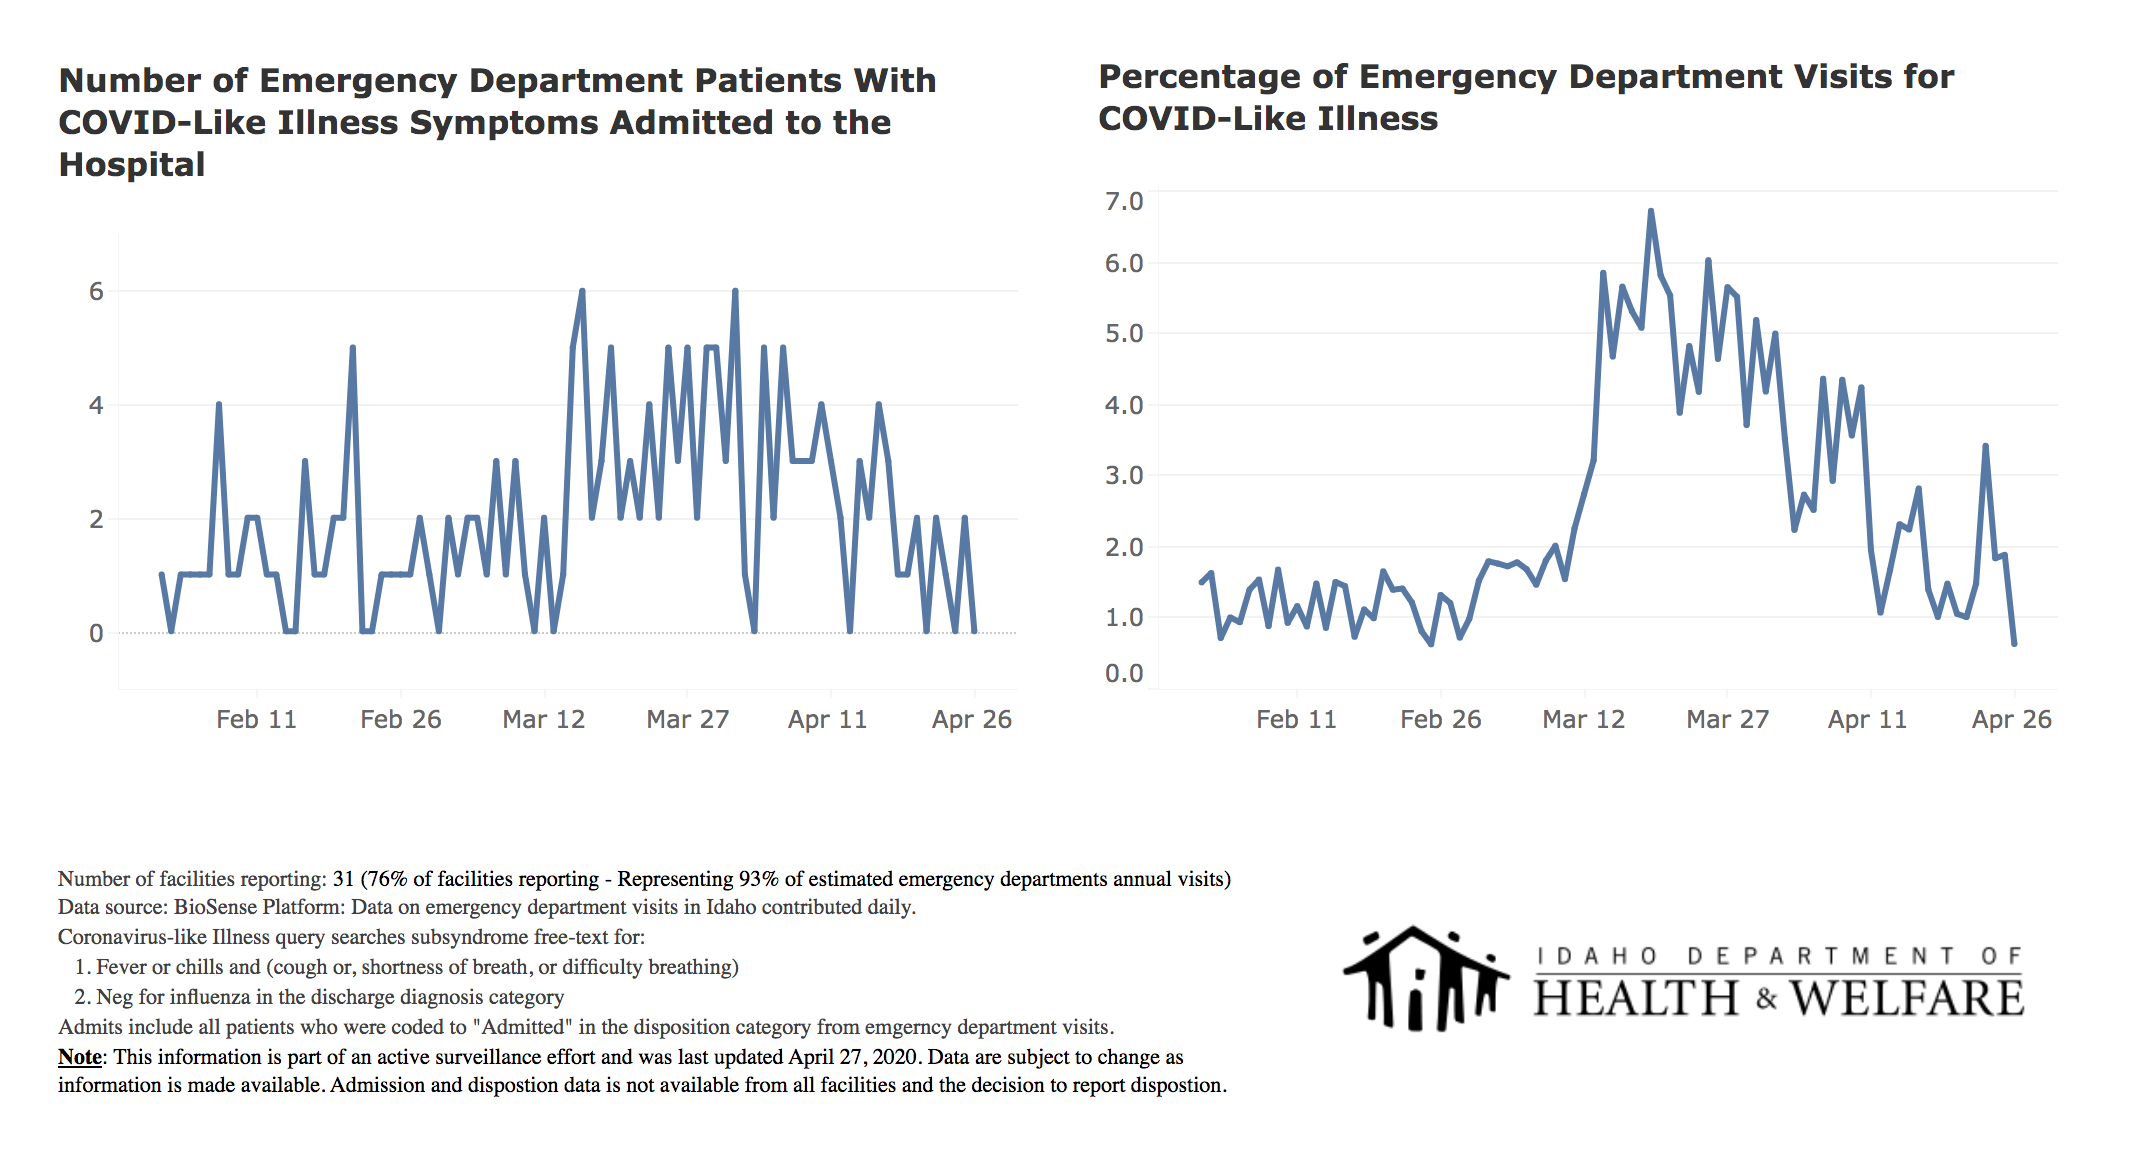 Number of Emergency Department Patients With
COVID-Like Illness Symptoms Admitted to the
Hospital
6
4
2
0
Feb 11 Feb 26 Mar 12 Mar 27 Apr 11 Apr 26
Percentage of Emergency Department Visits for
COVID-Like Illness
7.0
6.0
5.0
4.0
3.0
2.0
1.0
0.0
Feb 11 Feb 26 Mar 12 Mar 27 Apr 11 Apr 26
Number of facilities reporting: 31 (76% of facilities reporting - Representing 93% of estimated emergency departments annual visits)
Data source: BioSense Platform: Data on emergency department visits in Idaho contributed daily.
Coronavirus-like Illness query searches subsyndrome free-text for:
1. Fever or chills and (cough or, shortness of breath, or difficulty breathing)
2. Neg for influenza in the discharge diagnosis category
Admits include all patients who were coded to "Admitted" in the disposition category from emgerncy department visits.
Note: This information is part of an active surveillance effort and was last updated April 27, 2020. Data are subject to change as
information is made available. Admission and dispostion data is not available from all facilities and the decision to report dispostion.
IDAHO DEPARTMENT OF
HEALTH & WELFARE